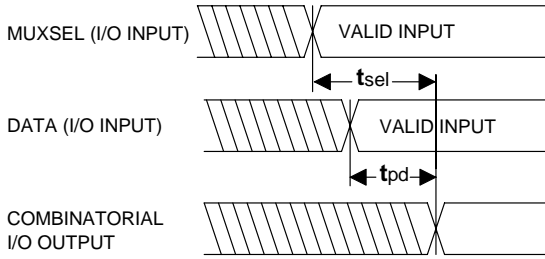 MUXSEL (I/O INPUT)
VALID INPUT
tsel
DATA (I/O INPUT)
VALID INPUT
tpd
COMBINATORIAL
I/O OUTPUT